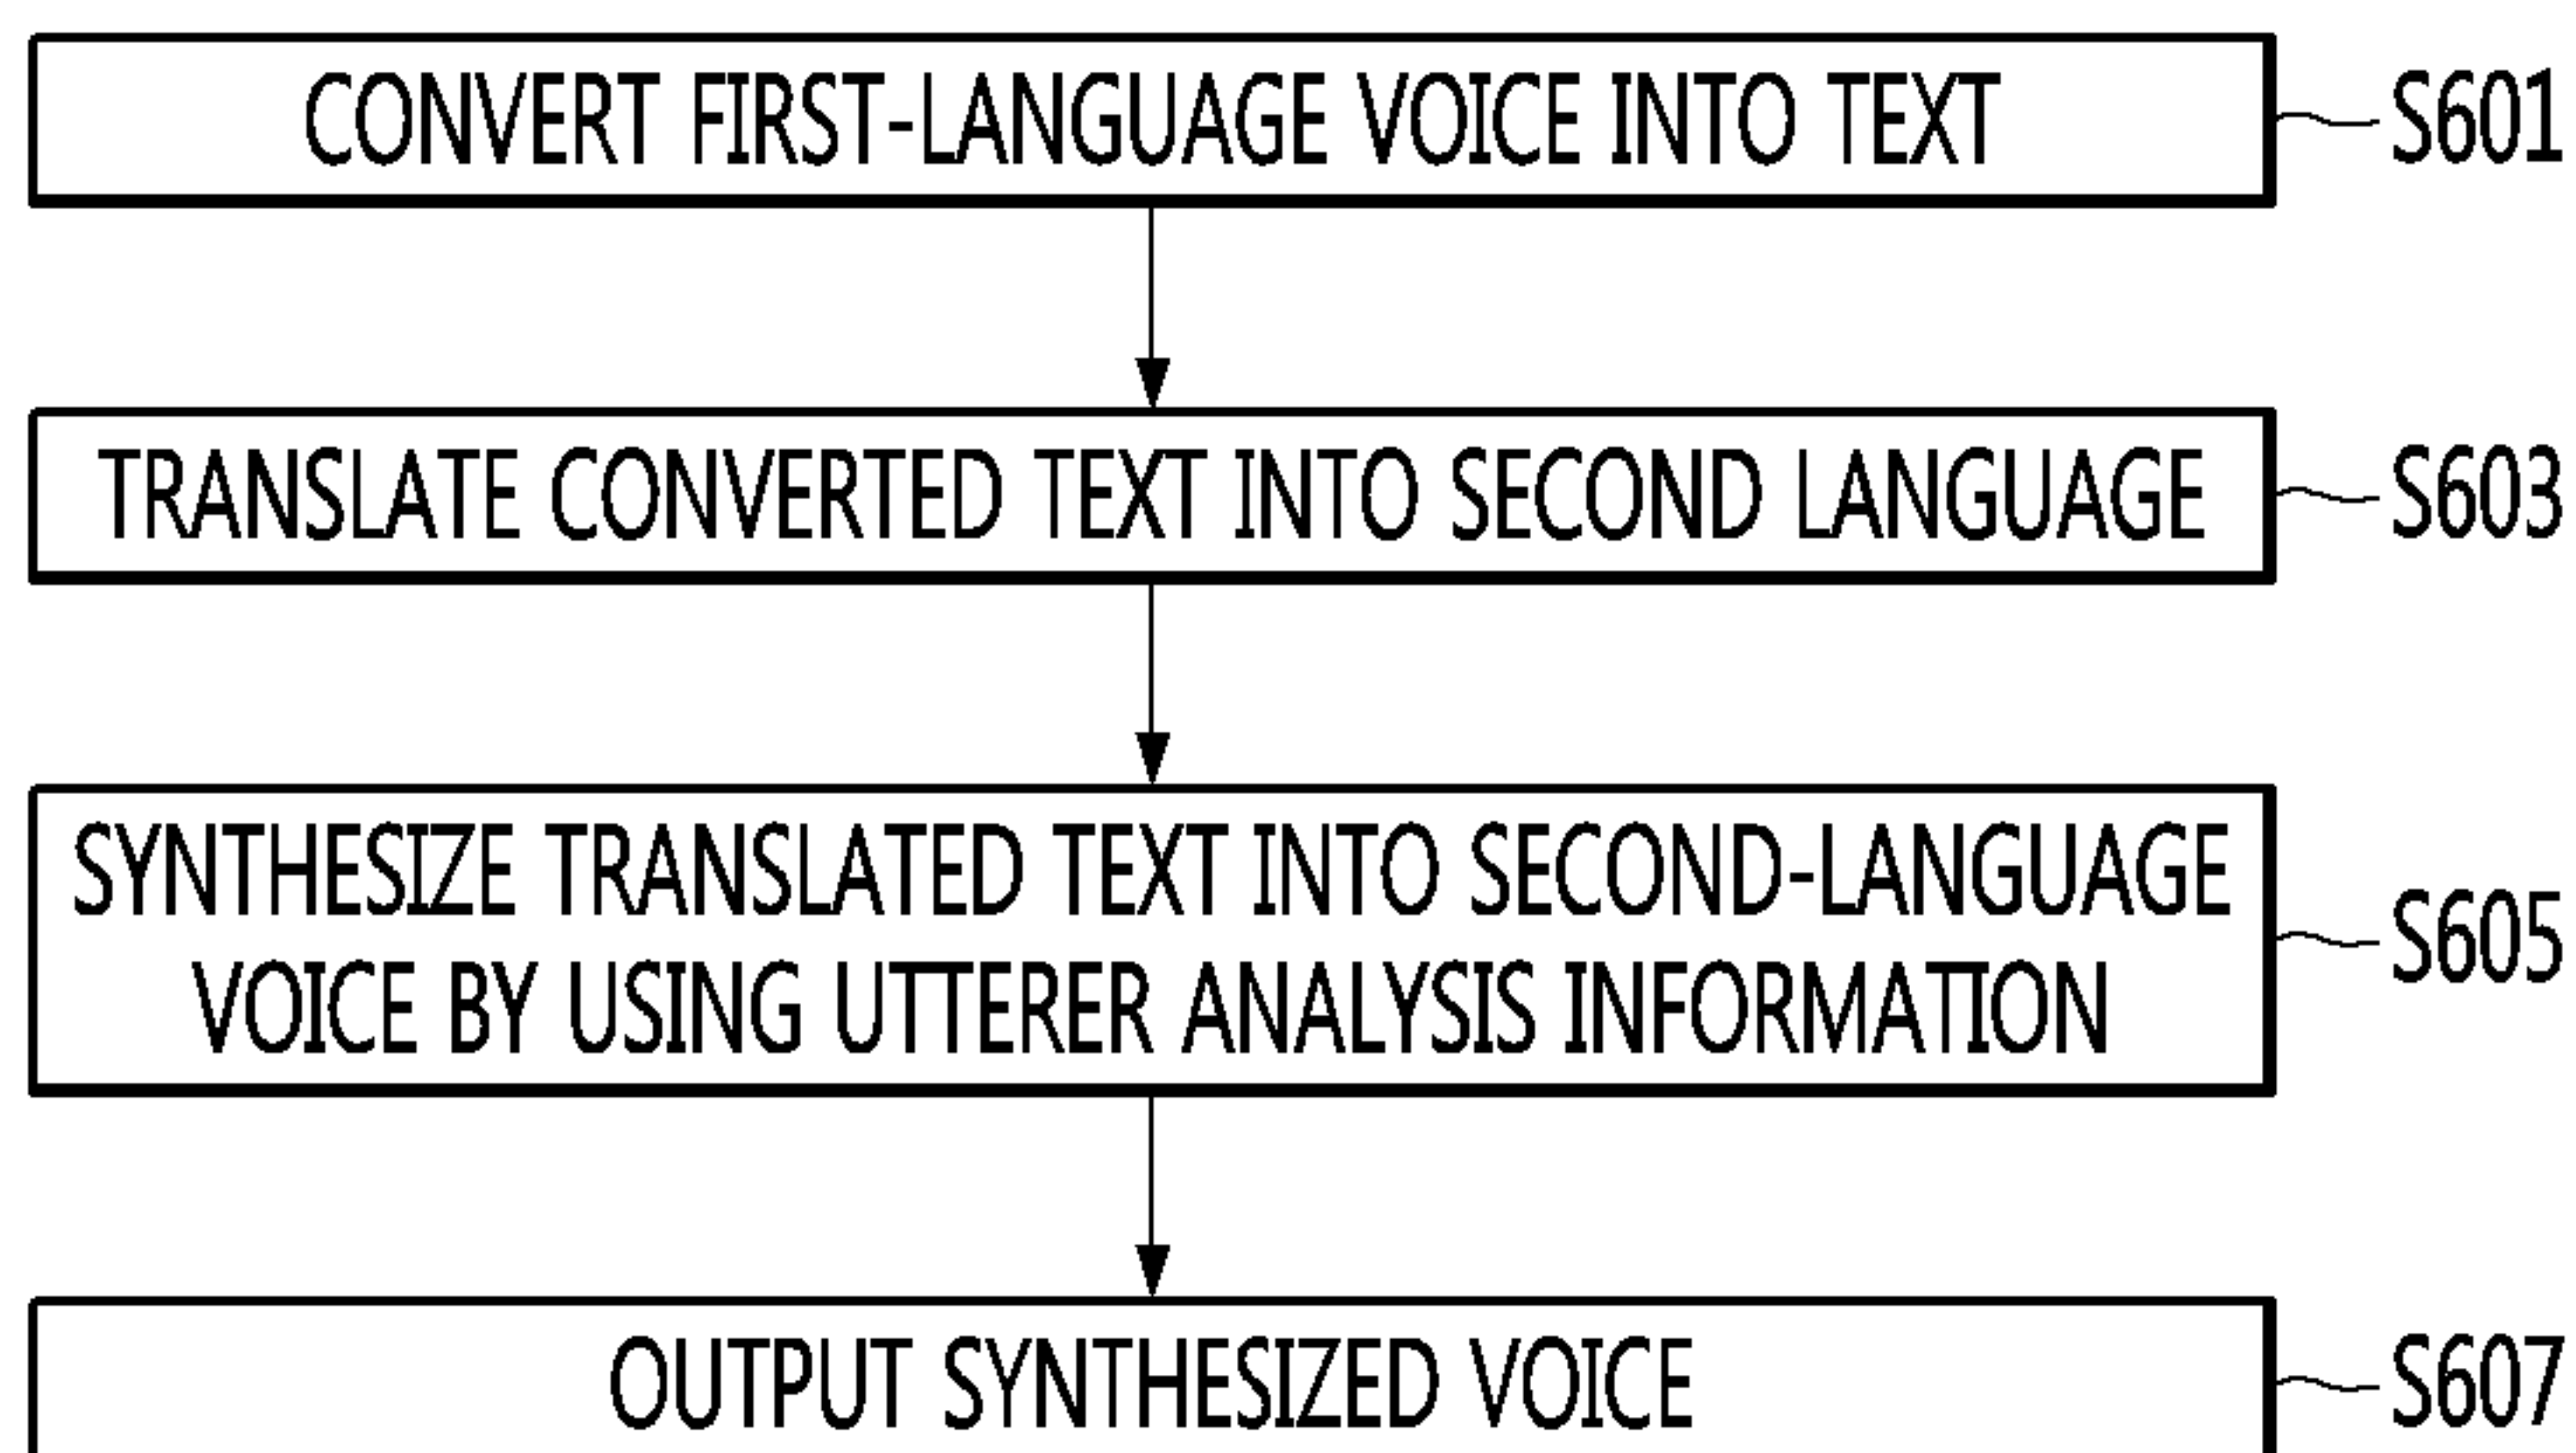 CONVERT FIRST-LANGUAGE VOICE INTO TEXT
S601
TRANSLATE CONVERTED TEXT INTO SECOND LANGUAGE
S603
SYNTHESIZE TRANSLATED TEXT INTO SECOND-LANGUAGE
VOICE BY USING UTTERER ANALYSIS INFORMATION
S605
OUTPUT SYNTHESIZED VOICE
S607